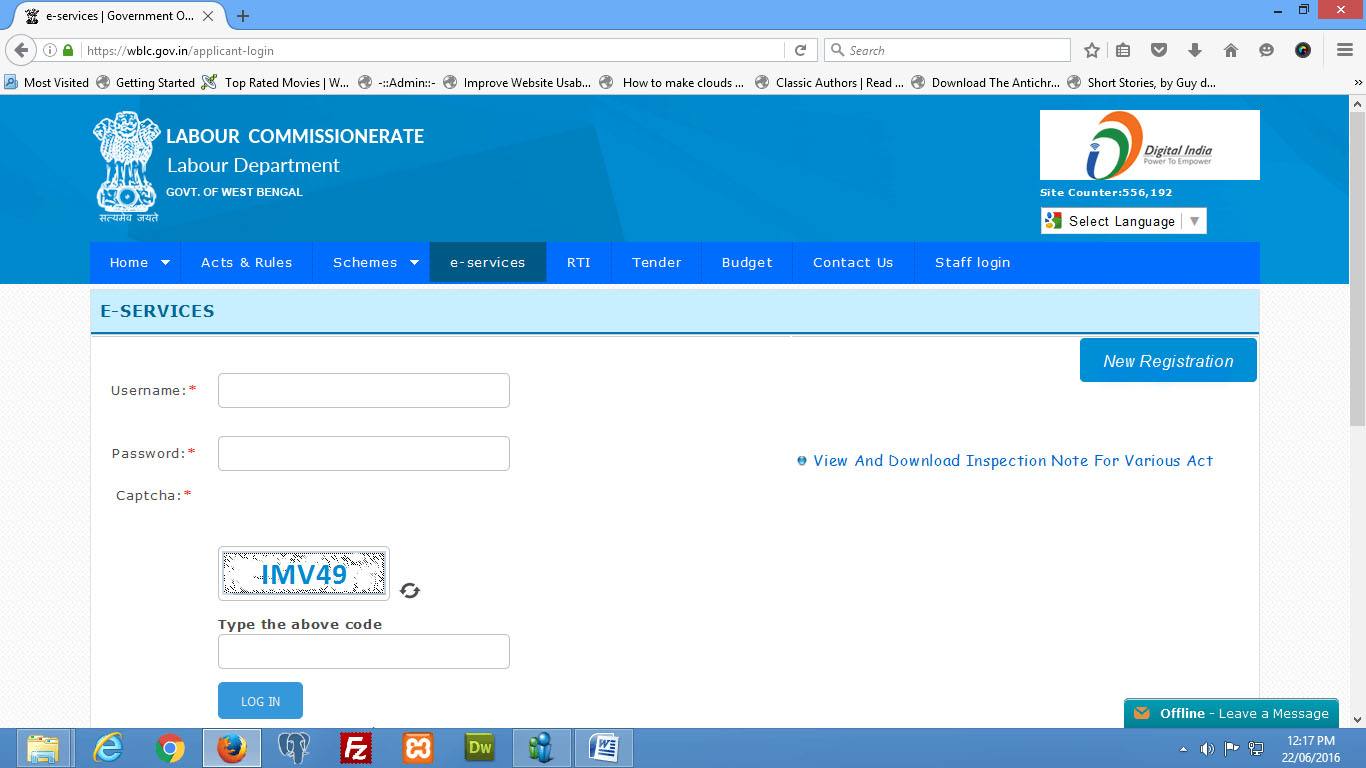 e-services | Government O...
https://wblc.gov.in/applicant-login
Search
Most Visited Getting Started Top Rated Movies | W... -::Admin::- Improve Website Usab... How to make clouds ... Classic Authors | Read ... Download The Antichr... Short Stories, by Guy d...
LABOUR COMMISSIONERATE
Labour Department
GOVT. OF WEST BENGAL
सत्यमेव जयते
Digital India
Power To Empower
Site Counter:556,192
Select Language
Home Acts & Rules Schemes e-services RTI Tender Budget Contact Us Staff login
E-SERVICES
New Registration
Username:*
Password:*
View And Download Inspection Note For Various Act
Captcha:*
IMV49
Type the above code
LOG IN
Offline - Leave a Message
Dw
12:17 PM
22/06/2016